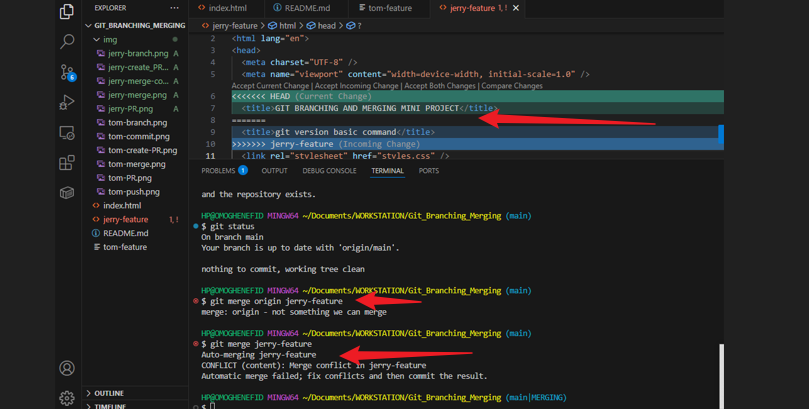 EXPLORER ...
GIT_BRANCHING_MERGING
img
jerry-branch.png A
jerry-create_PR... A
jerry-merge-co... A
jerry-merge.png A
jerry-PR.png A
tom-branch.png
tom-commit.png
tom-create-PR.png
tom-merge.png
tom-PR.png
tom-push.png
index.html
jerry-feature 1, !
README.md
tom-feature
OUTLINE
TIMELINE
6
index.html
README.md
tom-feature
jerry-feature 1, !
jerry-feature > html > head > ?
2 <html lang="en">
3 <head>
4 <meta charset="UTF-8" />
5 <meta name="viewport" content="width=device-width, initial-scale=1.0" />
Accept Current Change | Accept Incoming Change | Accept Both Changes | Compare Changes
6 <<<<<<< HEAD (Current Change)
7 <title>GIT BRANCHING AND MERGING MINI PROJECT</title>
8 =======
9 <title>git version basic command</title>
10 >>>>>>> jerry-feature (Incoming Change)
11 <link rel="stylesheet" href="styles.css" />
PROBLEMS 1 OUTPUT DEBUG CONSOLE TERMINAL PORTS
and the repository exists.
HP@OMOGHENEFID MINGW64 ~/Documents/WORKSTATION/Git_Branching_Merging (main)
$ git status
On branch main
Your branch is up to date with 'origin/main'.
nothing to commit, working tree clean
HP@OMOGHENEFID MINGW64 ~/Documents/WORKSTATION/Git_Branching_Merging (main)
$ git merge origin jerry-feature
merge: origin - not something we can merge
HP@OMOGHENEFID MINGW64 ~/Documents/WORKSTATION/Git_Branching_Merging (main)
$ git merge jerry-feature
Auto-merging jerry-feature
CONFLICT (content): Merge conflict in jerry-feature
Automatic merge failed; fix conflicts and then commit the result.
HP@OMOGHENEFID MINGW64 ~/Documents/WORKSTATION/Git_Branching_Merging (main|MERGING)
$